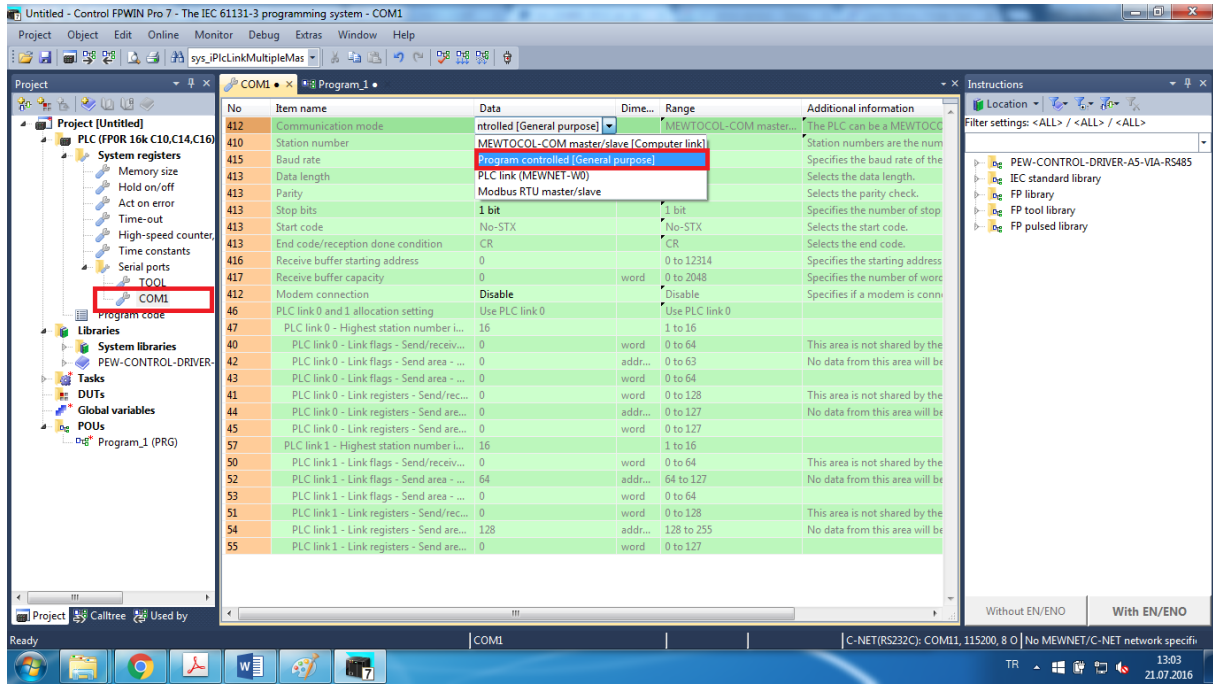 Untitled - Control FPWIN Pro 7 - The IEC 61131-3 programming system - COM1
Project Object Edit Online Monitor Debug Extras Window Help
sys_iPlcLinkMultipleMas
Project
COM1 Program_1
Instructions
Location
Filter settings: <ALL> / <ALL> / <ALL>
Project [Untitled]
PLC (FP0R 16k C10,C14,C16)
System registers
Memory size
Hold on/off
Act on error
Time-out
High-speed counter,
Time constants
Serial ports
TOOL
COM1
Program code
Libraries
System libraries
PEW-CONTROL-DRIVER-
Tasks
DUTs
Global variables
POUs
Program_1 (PRG)
Project Calltree Used by
No Item name Data Dime... Range Additional information
412 Communication mode ntrolled [General purpose] MEWTOCOL-COM master... The PLC can be a MEWTOCO
410 Station number Station numbers are the num
415 Baud rate Specifies the baud rate of the
413 Data length Selects the data length.
413 Parity Selects the parity check.
MEWTOCOL-COM master/slave [Computer link]
Program controlled [General purpose]
PLC link (MEWNET-W0)
Modbus RTU master/slave
413 Stop bits 1 bit 1 bit Specifies the number of stop
413 Start code No-STX No-STX Selects the start code.
413 End code/reception done condition CR CR Selects the end code.
416 Receive buffer starting address 0 0 to 12314 Specifies the starting address
417 Receive buffer capacity 0 word 0 to 2048 Specifies the number of word
412 Modem connection Disable Disable Specifies if a modem is conne
46 PLC link 0 and 1 allocation setting Use PLC link 0 Use PLC link 0
47 PLC link 0 - Highest station number i... 16 1 to 16
40 PLC link 0 - Link flags - Send/receiv... 0 word 0 to 64 This area is not shared by the
42 PLC link 0 - Link flags - Send area - ... 0 addr... 0 to 63 No data from this area will be
43 PLC link 0 - Link flags - Send area - ... 0 word 0 to 64
41 PLC link 0 - Link registers - Send/rec... 0 word 0 to 128 This area is not shared by the
44 PLC link 0 - Link registers - Send are... 0 addr... 0 to 127 No data from this area will be
45 PLC link 0 - Link registers - Send are... 0 word 0 to 127
57 PLC link 1 - Highest station number i... 16 1 to 16
50 PLC link 1 - Link flags - Send/receiv... 0 word 0 to 64 This area is not shared by the
52 PLC link 1 - Link flags - Send area - ... 64 addr... 64 to 127 No data from this area will be
53 PLC link 1 - Link flags - Send area - ... 0 word 0 to 64
51 PLC link 1 - Link registers - Send/rec... 0 word 0 to 128 This area is not shared by the
54 PLC link 1 - Link registers - Send are... 128 addr... 128 to 255 No data from this area will be
55 PLC link 1 - Link registers - Send are... 0 word 0 to 127
PEW-CONTROL-DRIVER-A5-VIA-RS485
IEC standard library
FP library
FP tool library
FP pulsed library
Without EN/ENO With EN/ENO
Ready COM1 C-NET(RS232C): COM11, 115200, 8 O No MEWNET/C-NET network specifi
TR 13:03
21.07.2016